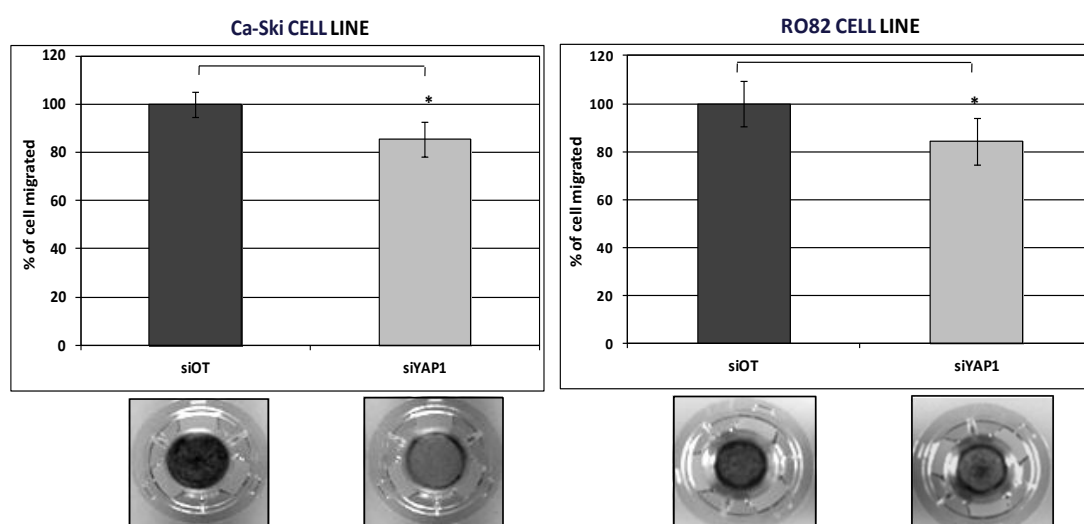 Ca-Ski CELL LINE
% of cell migrated
120
100
80
60
40
20
0
*
siOT
siYAP1
RO82 CELL LINE
% of cell migrated
120
100
80
60
40
20
0
*
siOT
siYAP1